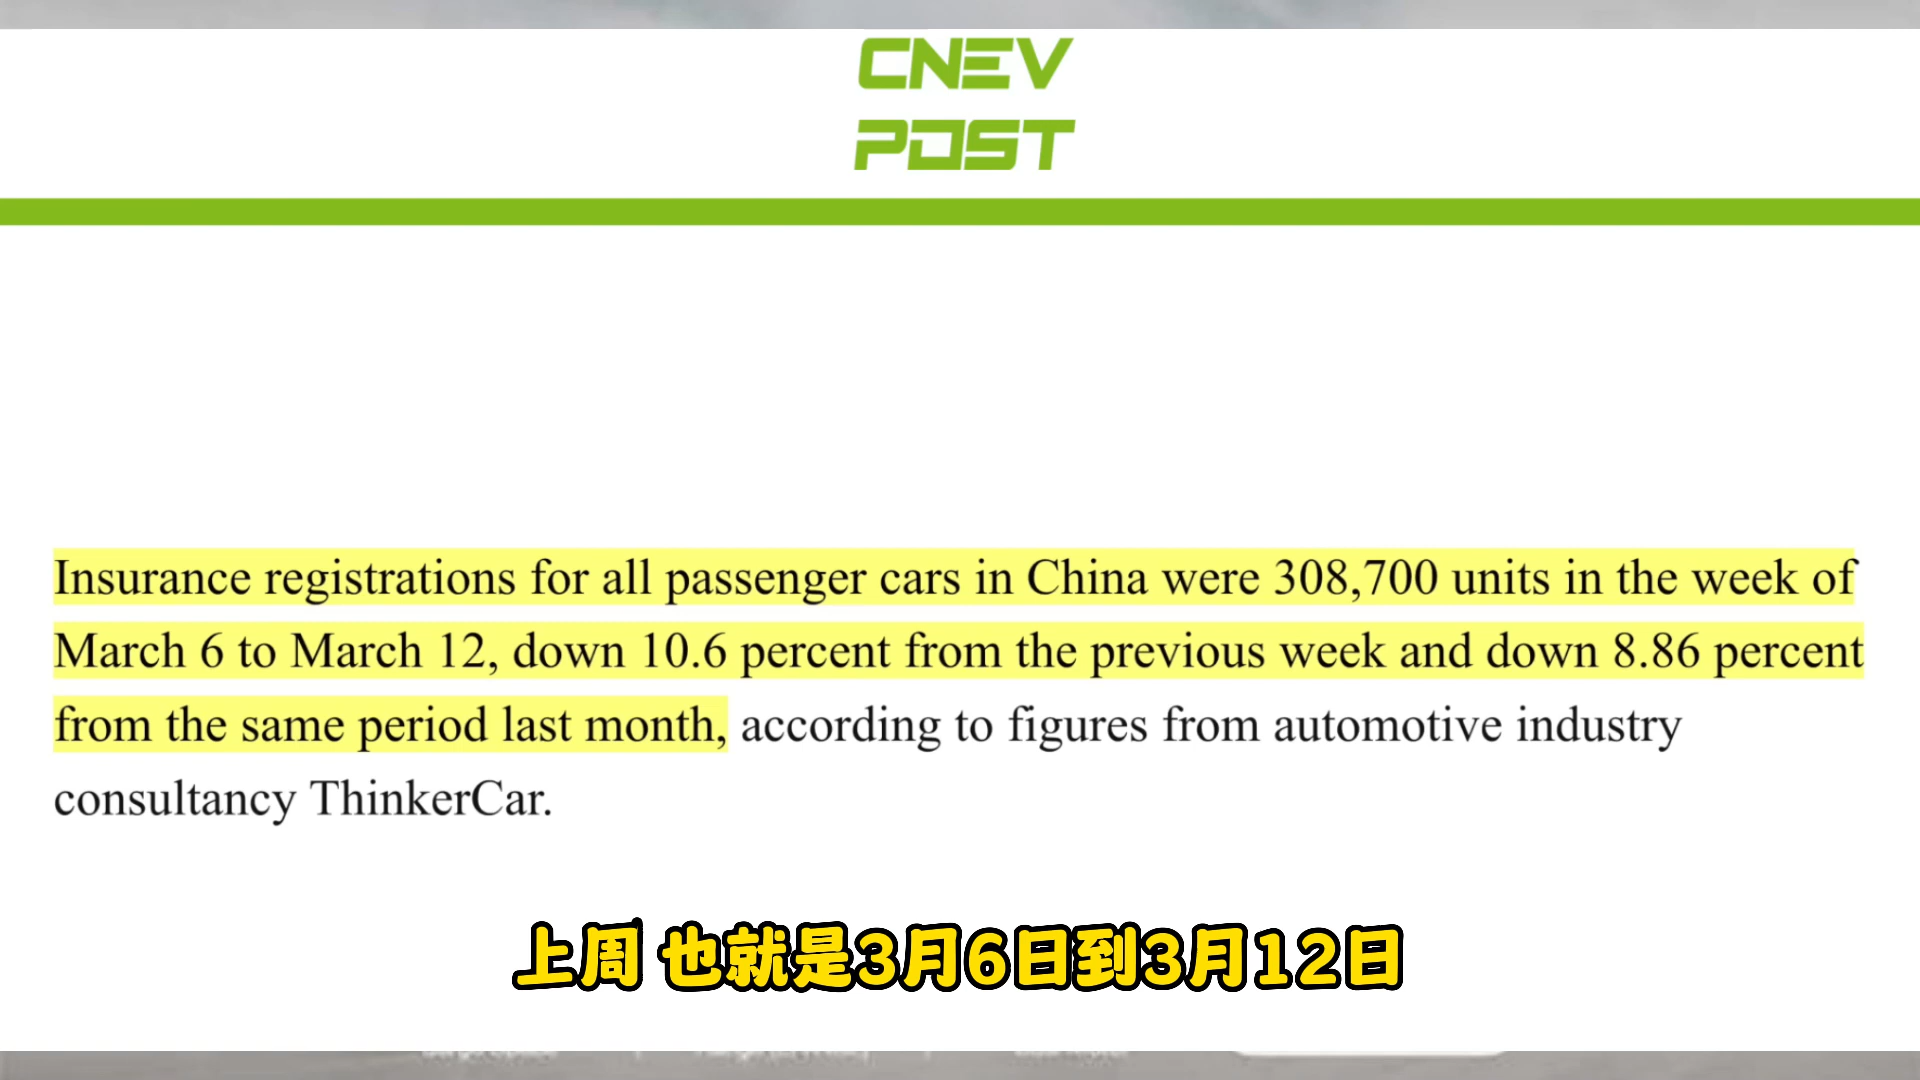 CNEV
POST
Insurance registrations for all passenger cars in China were 308,700 units in the week of
March 6 to March 12, down 10.6 percent from the previous week and down 8.86 percent
from the same period last month, according to figures from automotive industry
consultancy ThinkerCar.
上周 也就是3月6日到3月12日